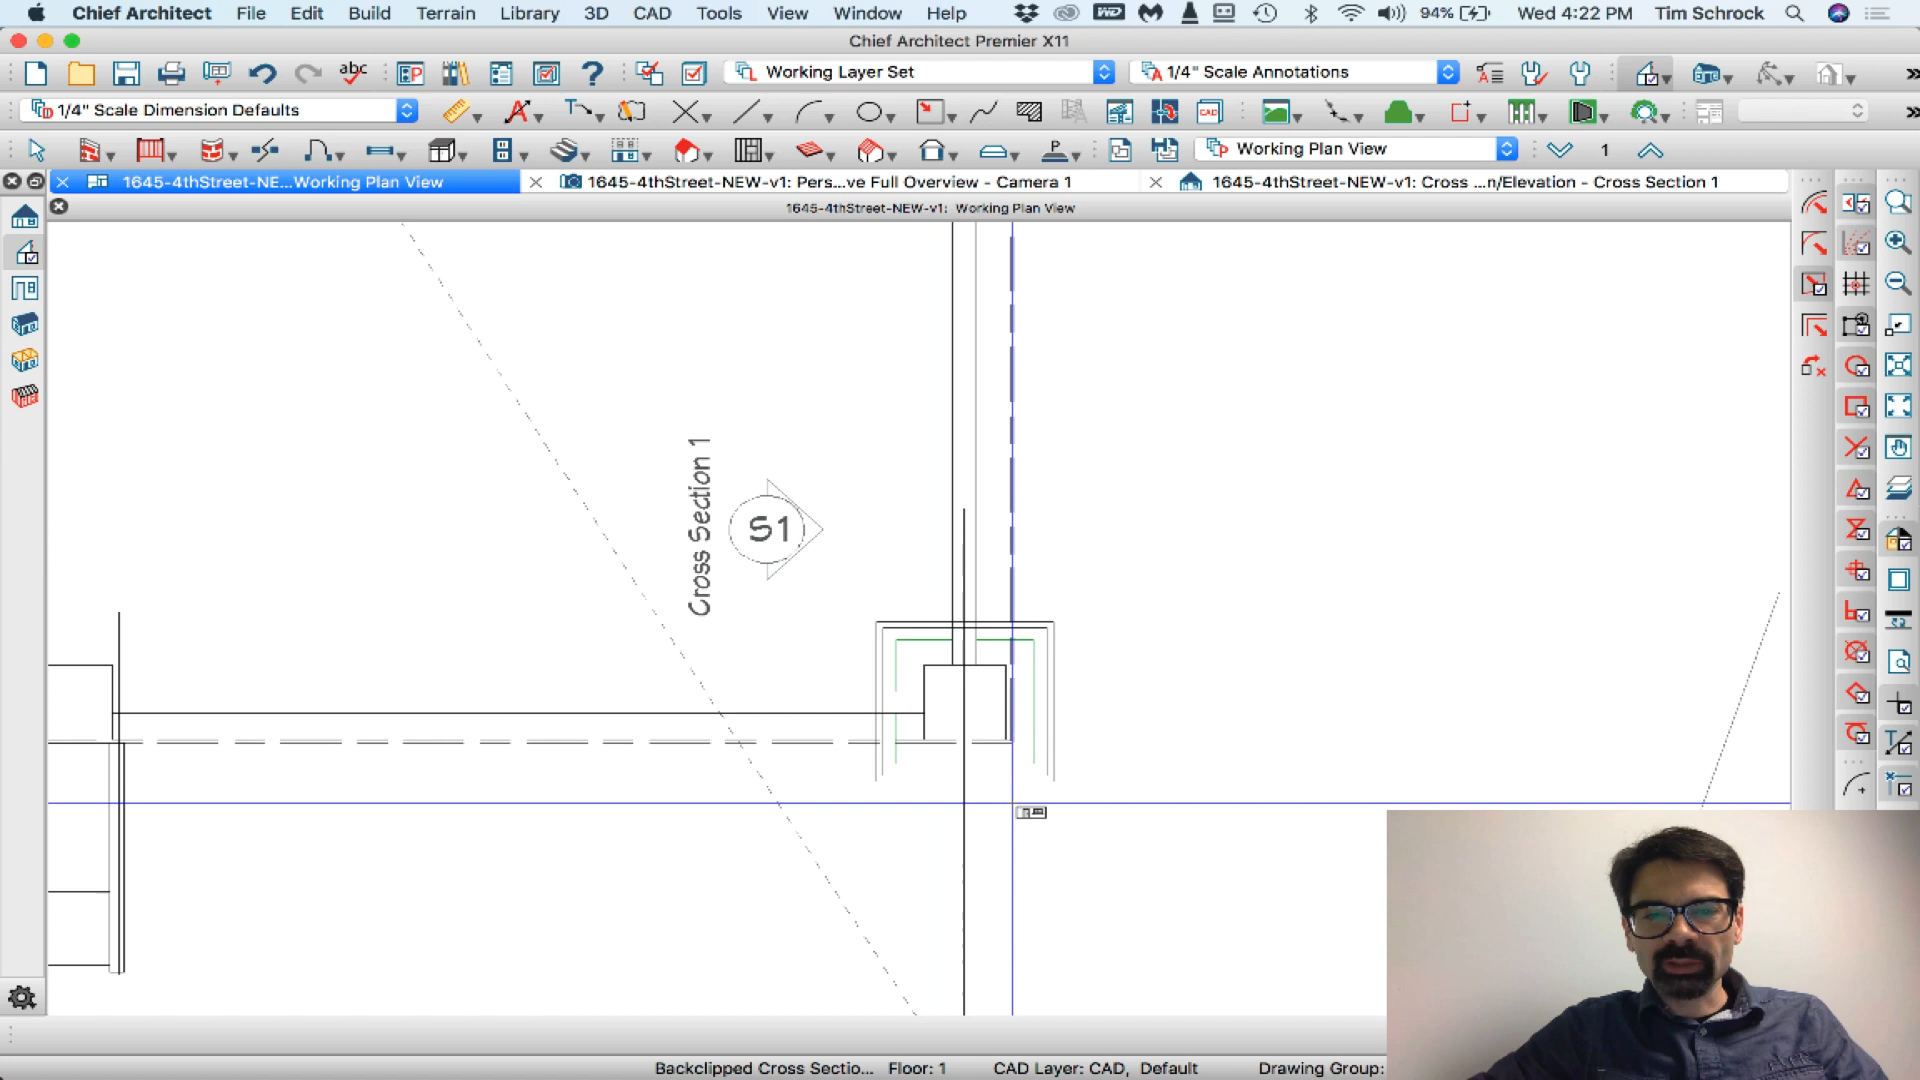 Chief Architect File Edit Build Terrain Library 3D CAD Tools View Window Help 94% Wed 4:22 PM Tim Schrock
Chief Architect Premier X11
abc Working Layer Set 1/4" Scale Annotations
1/4" Scale Dimension Defaults
Working Plan View 1
1645-4thStreet-NE...Working Plan View 1645-4thStreet-NEW-v1: Pers...ve Full Overview - Camera 1 1645-4thStreet-NEW-v1: Cross ...n/Elevation - Cross Section 1
1645-4thStreet-NEW-v1: Working Plan View
Cross Section 1
S1
Backclipped Cross Sectio... Floor: 1 CAD Layer: CAD, Default Drawing Group: